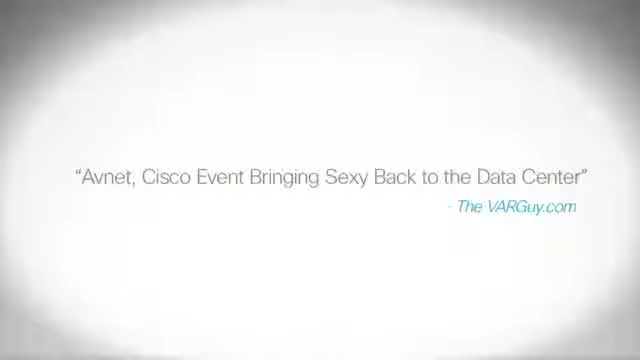 “Avnet, Cisco Event Bringing Sexy Back to the Data Center”
- The VARGuy.com